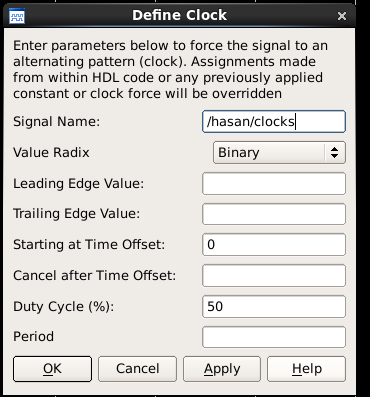 Define Clock
Enter parameters below to force the signal to an
alternating pattern (clock). Assignments made
from within HDL code or any previously applied
constant or clock force will be overridden
Signal Name: /hasan/clocks
Value Radix Binary
Leading Edge Value:
Trailing Edge Value:
Starting at Time Offset: 0
Cancel after Time Offset:
Duty Cycle (%): 50
Period
OK Cancel Apply Help